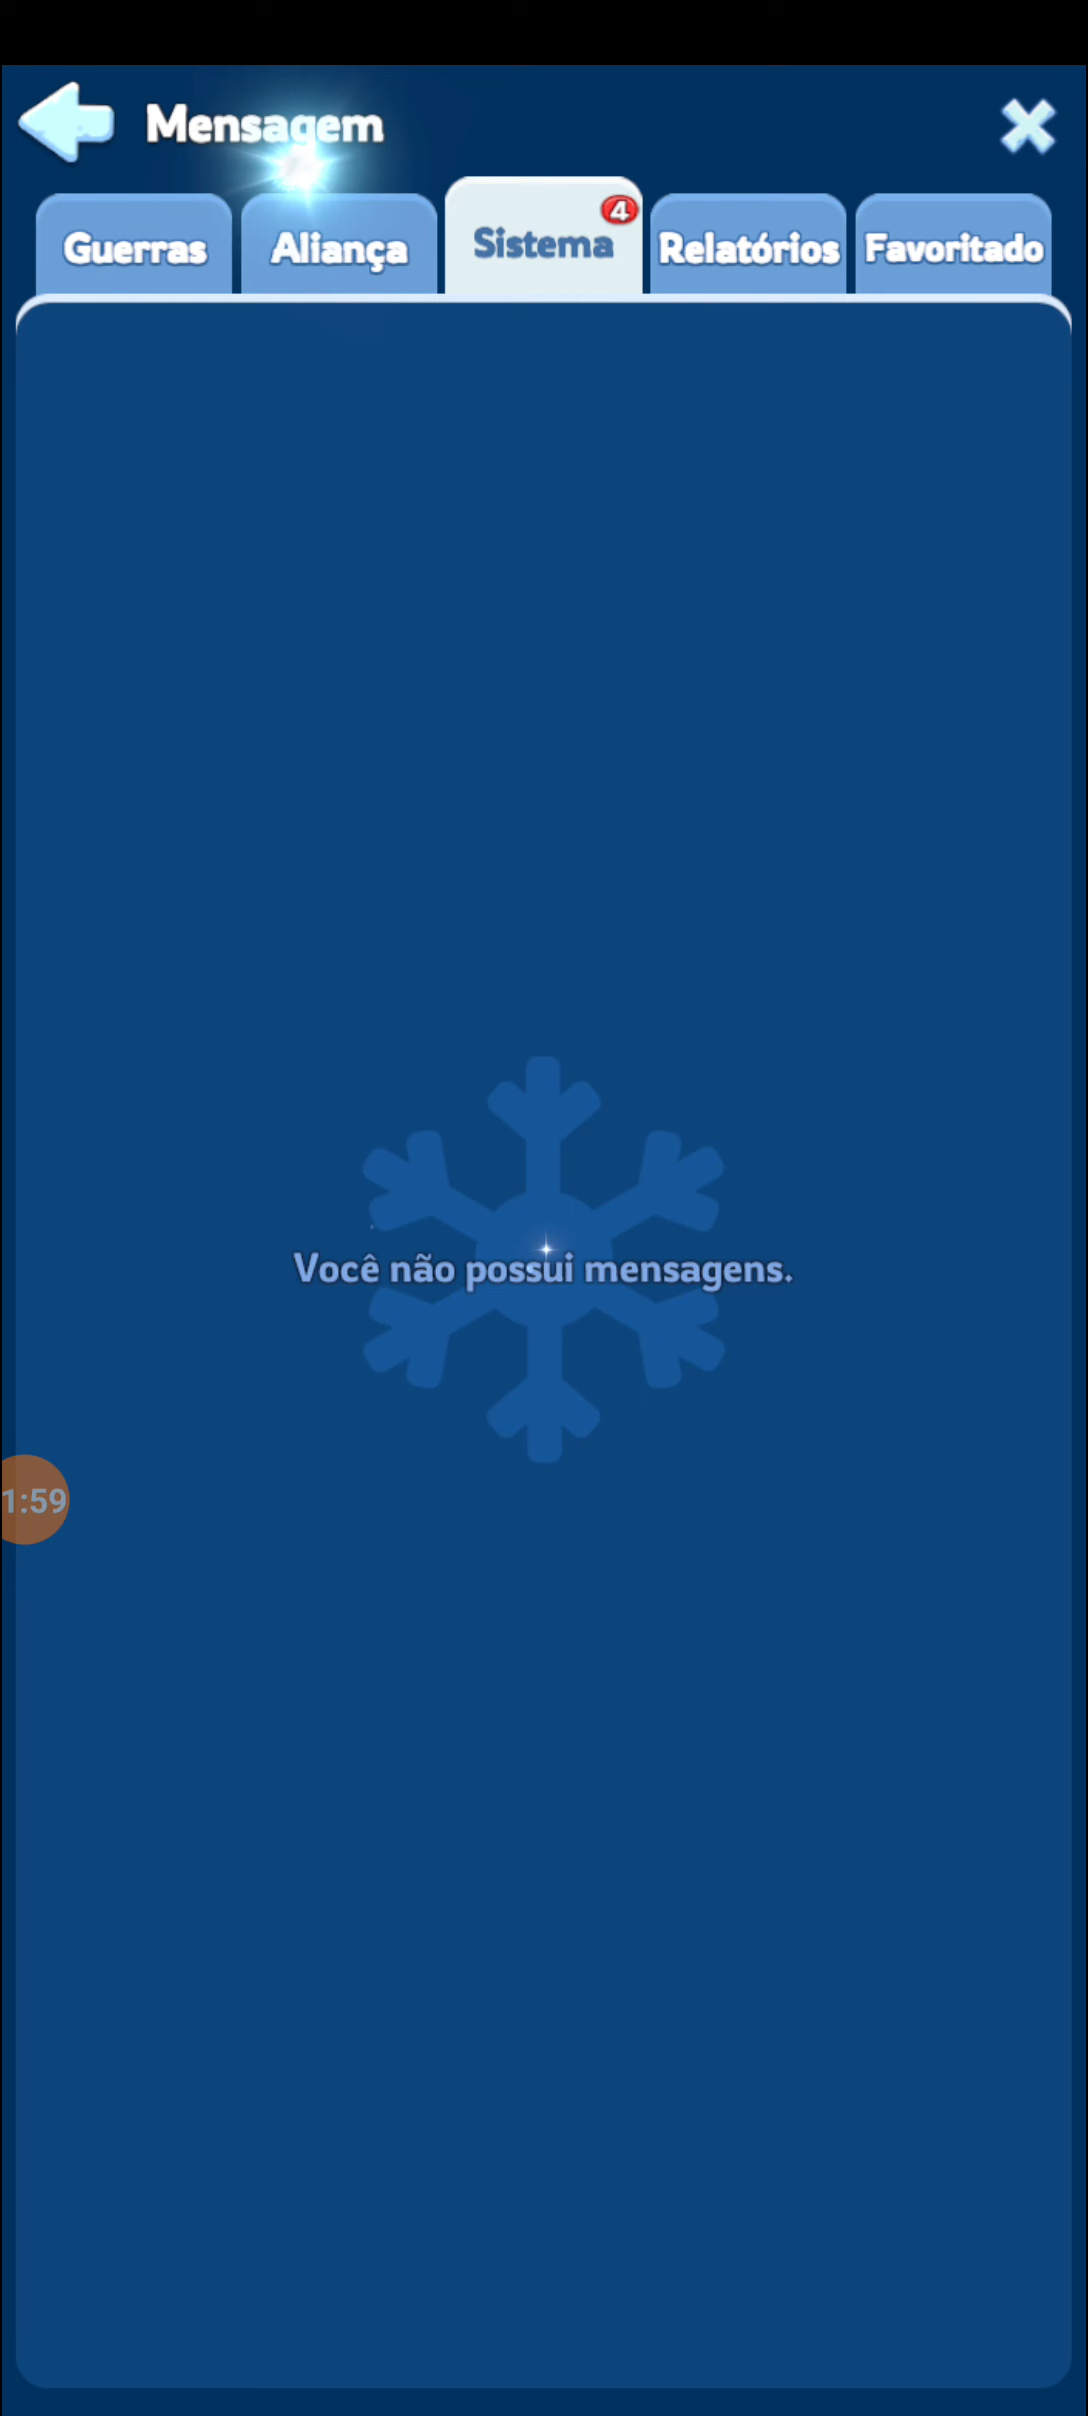 Mensagem
Guerras
Aliança
Sistema
4
Relatórios
Favoritado
Você não possui mensagens.
1:59